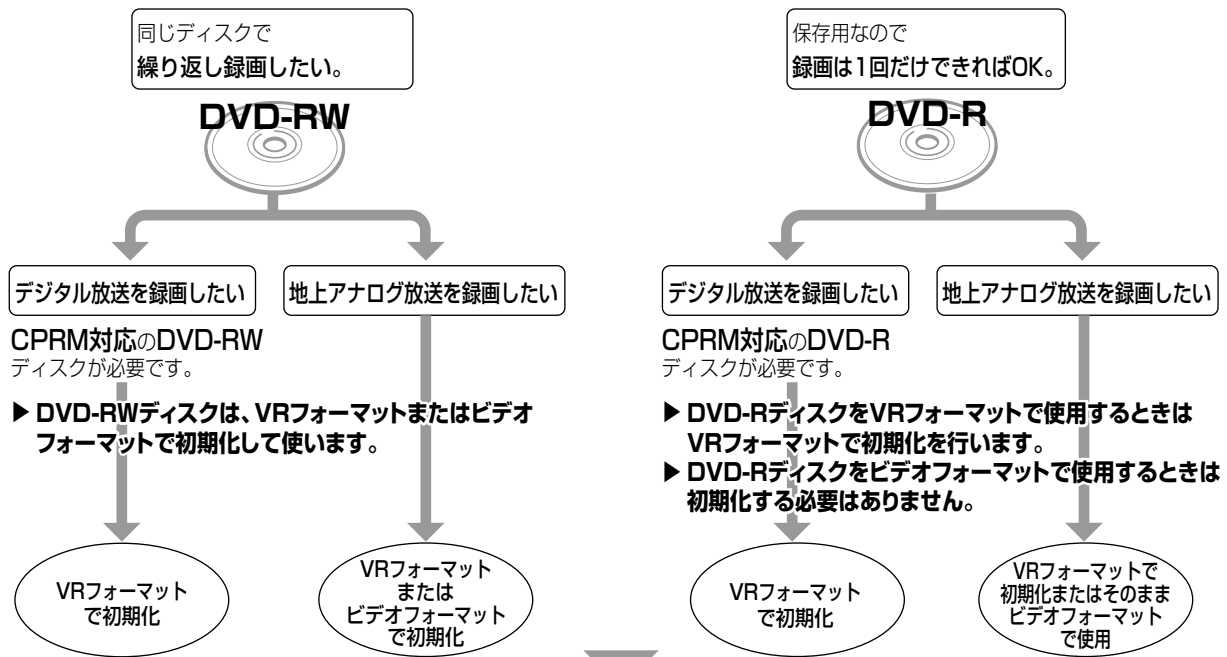 同じディスクで
繰り返し録画したい。
DVD-RW
デジタル放送を録画したい
地上アナログ放送を録画したい
CPRM対応のDVD-RW
ディスクが必要です。
▶ DVD-RWディスクは、VRフォーマットまたはビデオ
フォーマットで初期化して使います。
VRフォーマット
で初期化
VRフォーマット
または
ビデオフォーマット
で初期化
保存用なので
録画は1回だけできればOK。
DVD-R
デジタル放送を録画したい
地上アナログ放送を録画したい
CPRM対応のDVD-R
ディスクが必要です。
▶ DVD-RディスクをVRフォーマットで使用するときは
VRフォーマットで初期化を行います。
▶ DVD-Rディスクをビデオフォーマットで使用するときは
初期化する必要はありません。
VRフォーマット
で初期化
VRフォーマットで
初期化またはそのまま
ビデオフォーマット
で使用